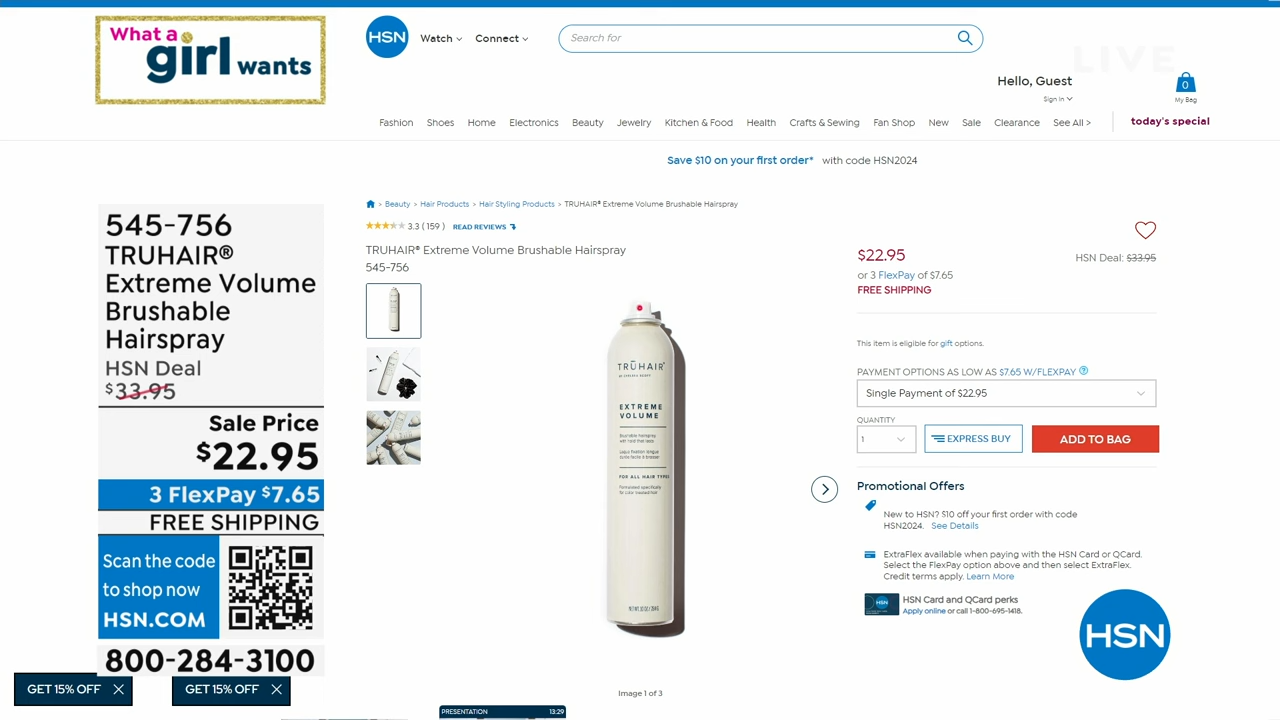 What a
girl wants
HSN
Watch
Connect
Search for
LIVE
Hello, Guest
Sign In
0
My Bag
Fashion Shoes Home Electronics Beauty Jewelry Kitchen & Food Health Crafts & Sewing Fan Shop New Sale Clearance See All >
today's special
Save $10 on your first order* with code HSN2024
> Beauty > Hair Products > Hair Styling Products > TRUHAIR® Extreme Volume Brushable Hairspray
3.3 (159) READ REVIEWS
TRUHAIR® Extreme Volume Brushable Hairspray
545-756
545-756
TRUHAIR®
Extreme Volume
Brushable
Hairspray
HSN Deal
$33.95
Sale Price
$22.95
3 FlexPay $7.65
FREE SHIPPING
Scan the code
to shop now
HSN.COM
800-284-3100
GET 15% OFF
GET 15% OFF
TRŪHAIR
EXTREME
VOLUME
FOR ALL HAIR TYPES
Image 1 of 3
PRESENTATION 13:29
$22.95
HSN Deal: $33.95
or 3 FlexPay of $7.65
FREE SHIPPING
This item is eligible for gift options.
PAYMENT OPTIONS AS LOW AS $7.65 W/FLEXPAY ?
Single Payment of $22.95
QUANTITY
1
EXPRESS BUY
ADD TO BAG
Promotional Offers
New to HSN? $10 off your first order with code
HSN2024. See Details
ExtraFlex available when paying with the HSN Card or QCard.
Select the FlexPay option above and then select ExtraFlex.
Credit terms apply. Learn More
HSN
HSN Card and QCard perks
Apply online or call 1-800-695-1418.
HSN